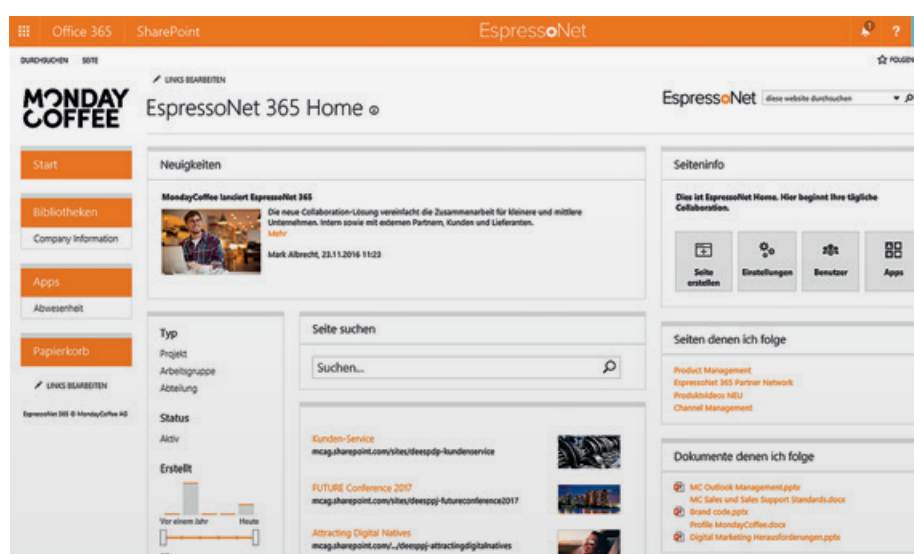 Office 365
SharePoint
EspressoNet
1
?
DURCHSUCHEN SEITE
FOLGEN
LINKS BEARBEITEN
MONDAY
COFFEE
EspressoNet 365 Home
EspressoNet
diese website durchsuchen
Start
Bibliotheken
Company Information
Apps
Abwesenheit
Papierkorb
LINKS BEARBEITEN
EspressoNet 365 © MondayCoffee AG
Neuigkeiten
MondayCoffee lanciert EspressoNet 365
Die neue Collaboration-Lösung vereinfacht die Zusammenarbeit für kleinere und mittlere
Unternehmen. Intern sowie mit externen Partnern, Kunden und Lieferanten.
Mehr
Mark Albrecht, 23.11.2016 11:23
Typ
Projekt
Arbeitsgruppe
Abteilung
Status
Aktiv
Erstellt
Vor einem Jahr
Heute
Seite suchen
Suchen...
Kunden-Service
mcag.sharepoint.com/sites/deespdp-kundenservice
FUTURE Conference 2017
mcag.sharepoint.com/sites/deesppj-futureconference2017
Attracting Digital Natives
mcag.sharepoint.com/.../deesppj-attractingdigitalnatives
Seiteninfo
Dies ist EspressoNet Home. Hier beginnt Ihre tägliche
Collaboration.
Seite
erstellen
Einstellungen
Benutzer
Apps
Seiten denen ich folge
Product Management
EspressoNet 365 Partner Network
Produktvideos NEU
Channel Management
Dokumente denen ich folge
MC Outlook Management.pptx
MC Sales und Sales Support Standards.docx
Brand code.pptx
Profile MondayCoffee.docx
Digital Marketing Herausforderungen.pptx